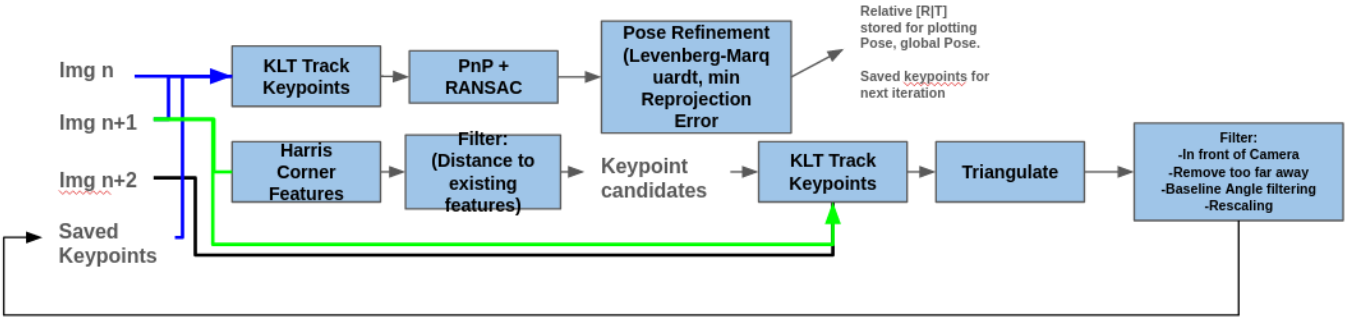 Img n
Img n+1
Img n+2
Saved
Keypoints
KLT Track
Keypoints
PnP +
RANSAC
Pose Refinement
(Levenberg-Marq
uardt, min
Reprojection
Error
Relative [R|T]
stored for plotting
Pose, global Pose.
Saved keypoints for
next iteration
Harris
Corner
Features
Filter:
(Distance to
existing
features)
Keypoint
candidates
KLT Track
Keypoints
Triangulate
Filter:
-In front of Camera
-Remove too far away
-Baseline Angle filtering
-Rescaling